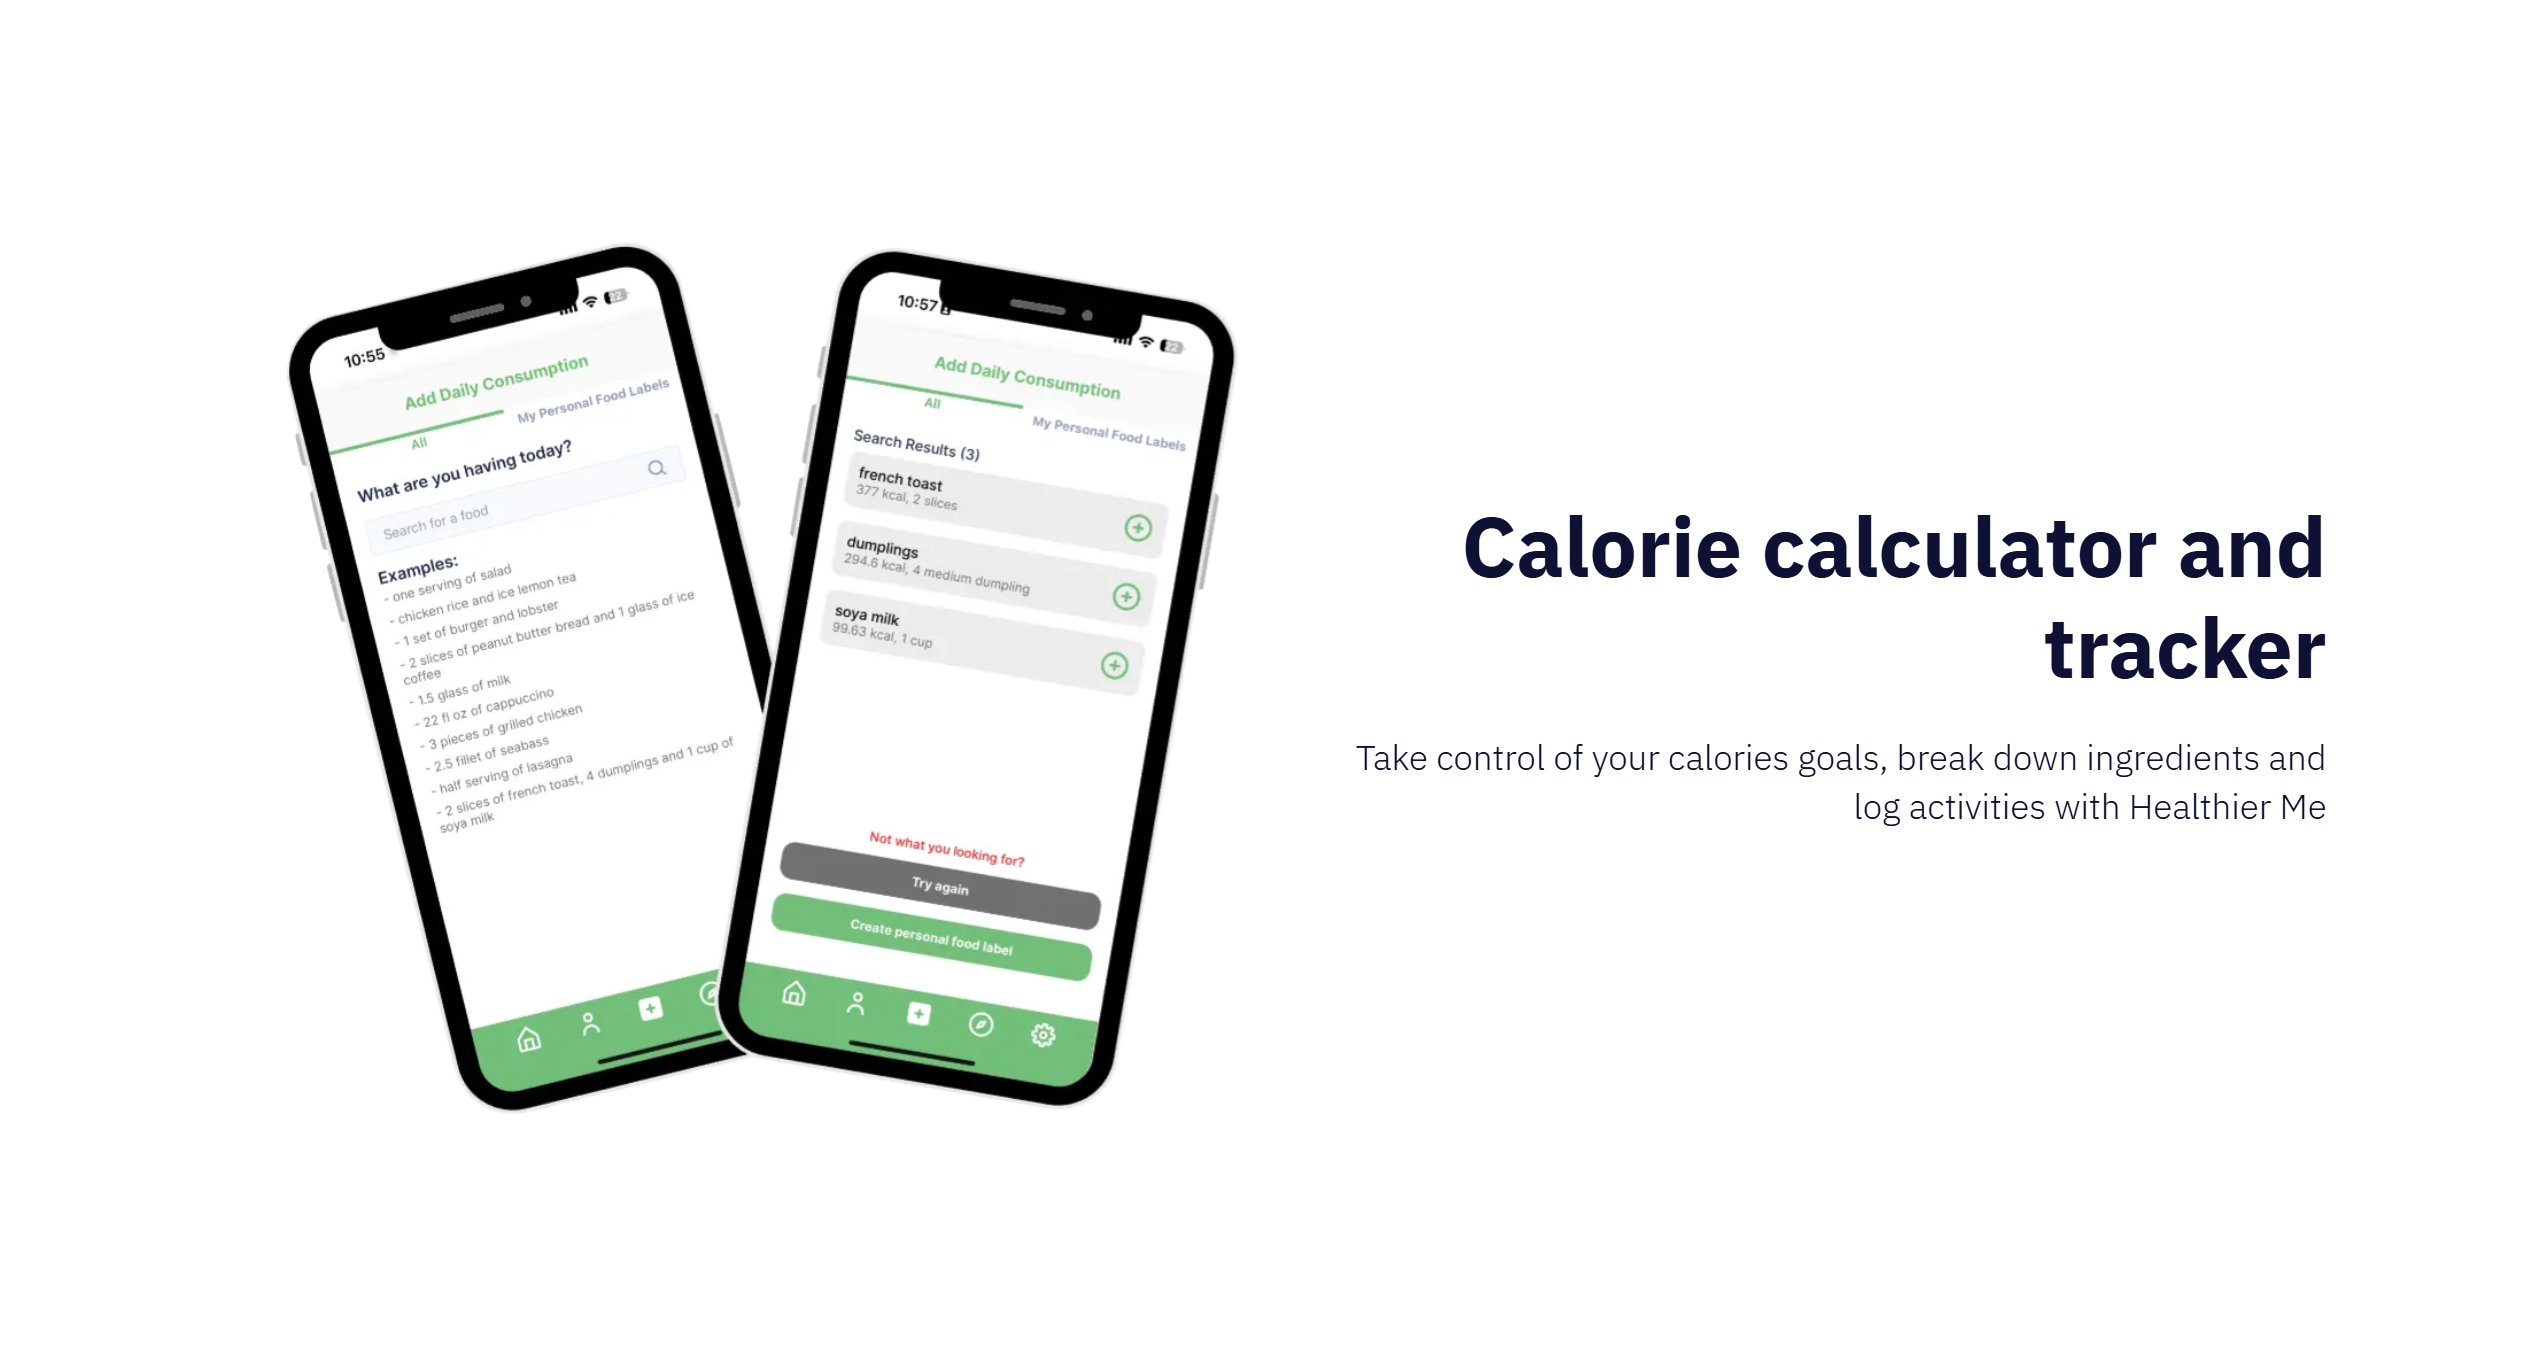 10:55
22
Add Daily Consumption
All
My Personal Food Labels
What are you having today?
Search for a food
Examples:
- one serving of salad
- chicken rice and ice lemon tea
- 1 set of burger and lobster
- 2 slices of peanut butter bread and 1 glass of ice
coffee
- 1.5 glass of milk
- 22 fl oz of cappuccino
- 3 pieces of grilled chicken
- 2.5 fillet of seabass
- half serving of lasagna
- 2 slices of french toast, 4 dumplings and 1 cup of
soya milk
10:57
22
Add Daily Consumption
All
My Personal Food Labels
Search Results (3)
french toast
377 kcal, 2 slices
dumplings
294.6 kcal, 4 medium dumpling
soya milk
99.63 kcal, 1 cup
Not what you looking for?
Try again
Create personal food label
Calorie calculator and
tracker
Take control of your calories goals, break down ingredients and
log activities with Healthier Me